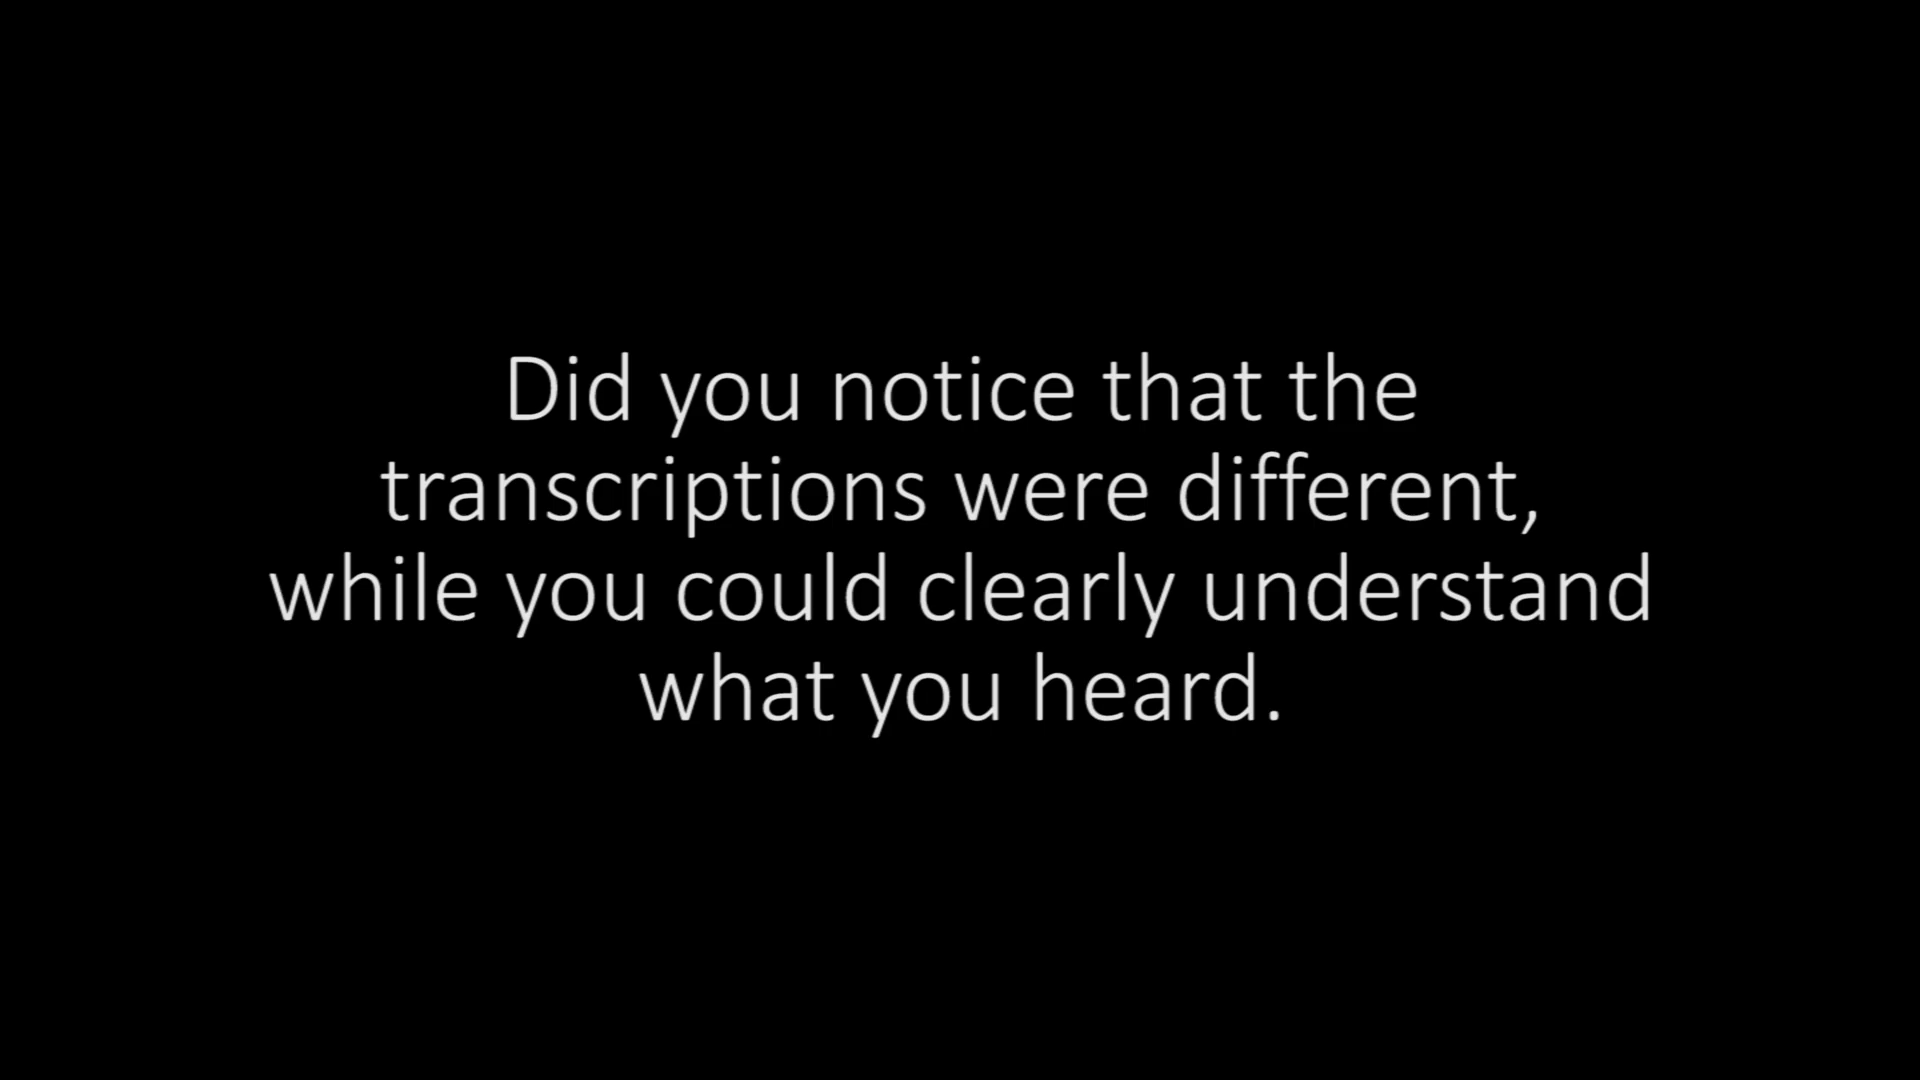 Did you notice that the
transcriptions were different,
while you could clearly understand
what you heard.